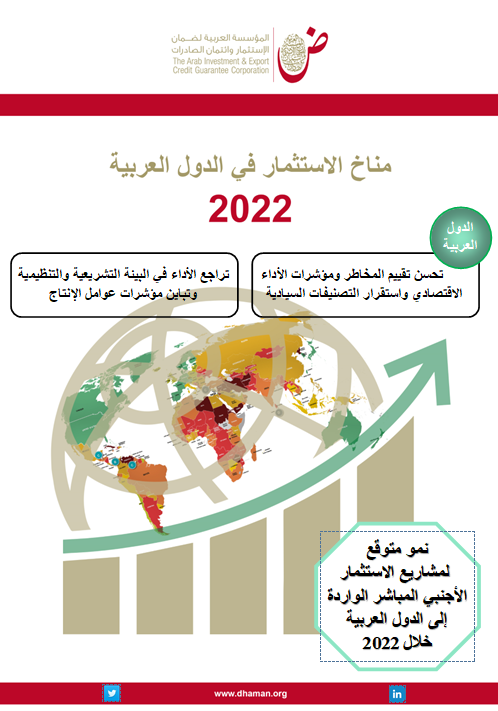 المؤسسة العربية لضمان
الإستثمار وائتمان الصادرات
The Arab Investment & Export
Credit Guarantee Corporation
مناخ الاستثمار في الدول العربية
2022
الدول
العربية
تحسن تقييم المخاطر ومؤشرات الأداء
الاقتصادي واستقرار التصنيفات السيادية
تراجع الأداء في البيئة التشريعية والتنظيمية
وتباين مؤشرات عوامل الإنتاج
نمو متوقع
لمشاريع الاستثمار
الأجنبي المباشر الواردة
إلى الدول العربية
خلال 2022
www.dhaman.org